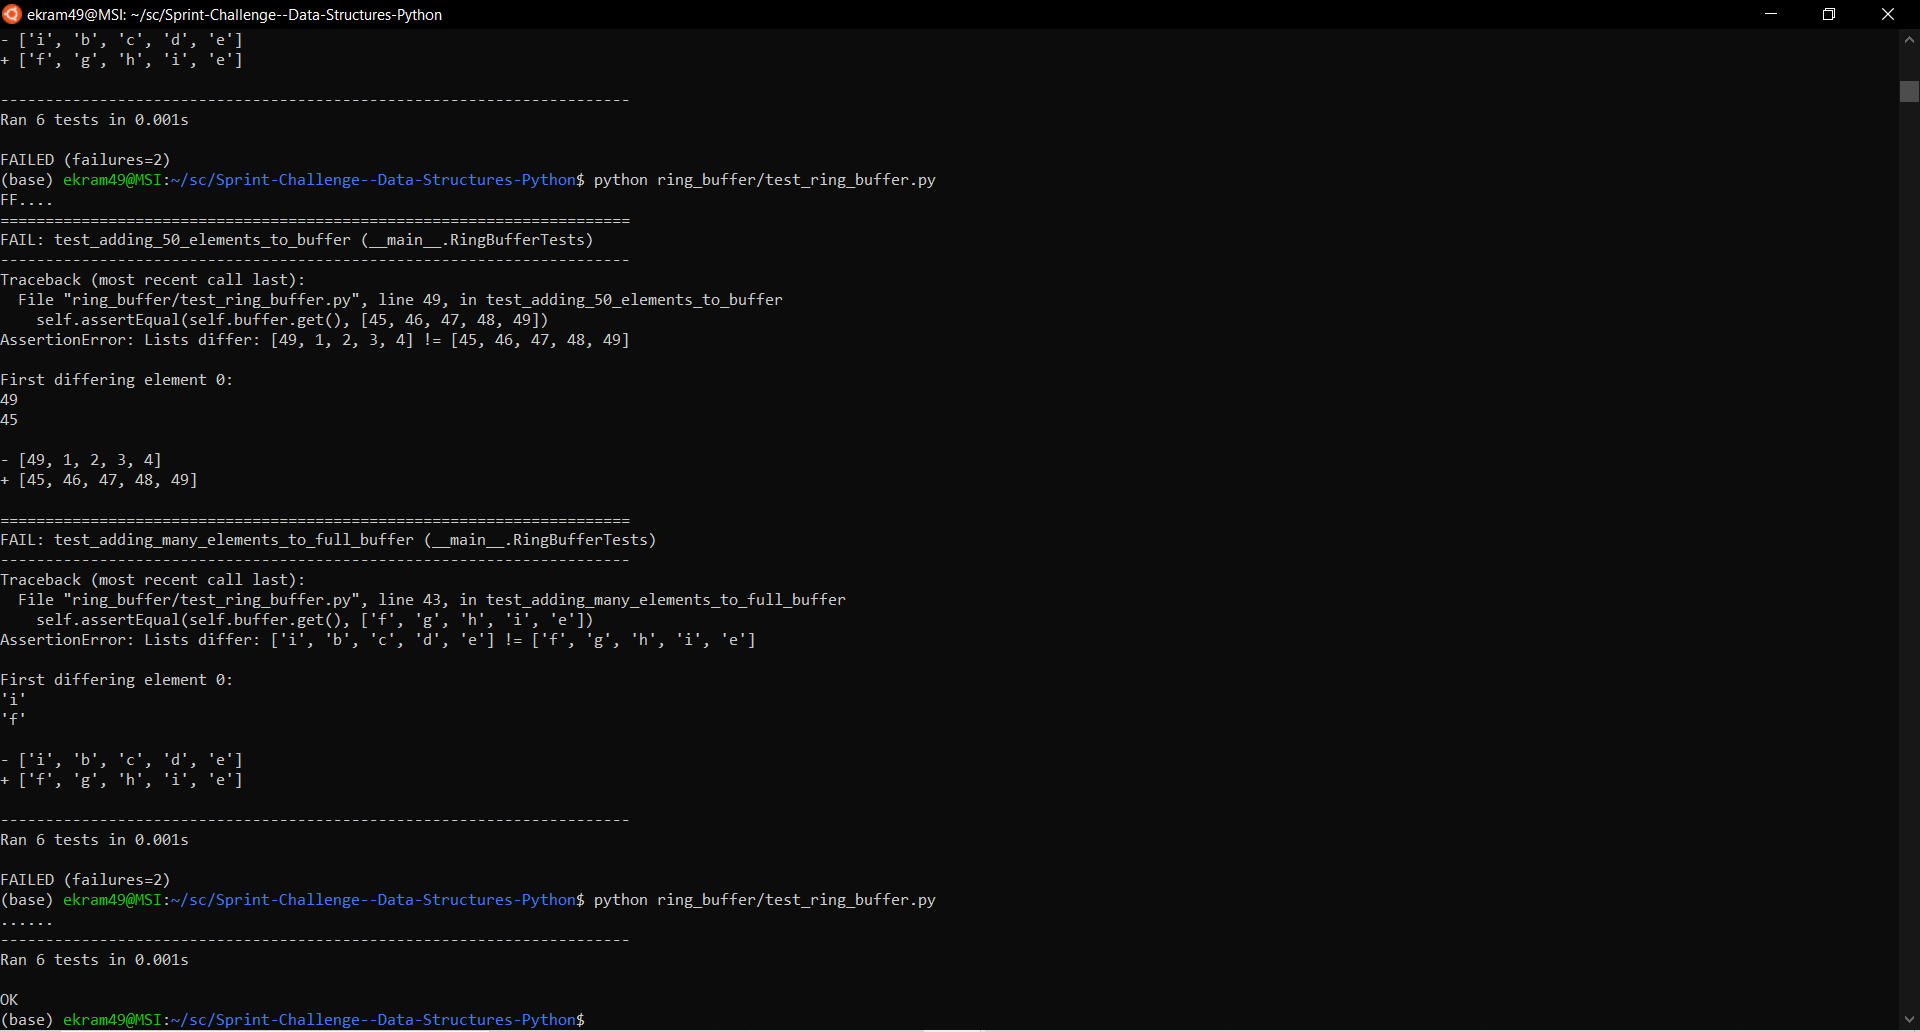 ekram49@MSI: ~/sc/Sprint-Challenge--Data-Structures-Python
- ['i', 'b', 'c', 'd', 'e']
+ ['f', 'g', 'h', 'i', 'e']
----------------------------------------------------------------------
Ran 6 tests in 0.001s
FAILED (failures=2)
(base) ekram49@MSI:~/sc/Sprint-Challenge--Data-Structures-Python$ python ring_buffer/test_ring_buffer.py
FF....
======================================================================
FAIL: test_adding_50_elements_to_buffer (__main__.RingBufferTests)
----------------------------------------------------------------------
Traceback (most recent call last):
  File "ring_buffer/test_ring_buffer.py", line 49, in test_adding_50_elements_to_buffer
    self.assertEqual(self.buffer.get(), [45, 46, 47, 48, 49])
AssertionError: Lists differ: [49, 1, 2, 3, 4] != [45, 46, 47, 48, 49]
First differing element 0:
49
45
- [49, 1, 2, 3, 4]
+ [45, 46, 47, 48, 49]
======================================================================
FAIL: test_adding_many_elements_to_full_buffer (__main__.RingBufferTests)
----------------------------------------------------------------------
Traceback (most recent call last):
  File "ring_buffer/test_ring_buffer.py", line 43, in test_adding_many_elements_to_full_buffer
    self.assertEqual(self.buffer.get(), ['f', 'g', 'h', 'i', 'e'])
AssertionError: Lists differ: ['i', 'b', 'c', 'd', 'e'] != ['f', 'g', 'h', 'i', 'e']
First differing element 0:
'i'
'f'
- ['i', 'b', 'c', 'd', 'e']
+ ['f', 'g', 'h', 'i', 'e']
----------------------------------------------------------------------
Ran 6 tests in 0.001s
FAILED (failures=2)
(base) ekram49@MSI:~/sc/Sprint-Challenge--Data-Structures-Python$ python ring_buffer/test_ring_buffer.py
......
----------------------------------------------------------------------
Ran 6 tests in 0.001s
OK
(base) ekram49@MSI:~/sc/Sprint-Challenge--Data-Structures-Python$